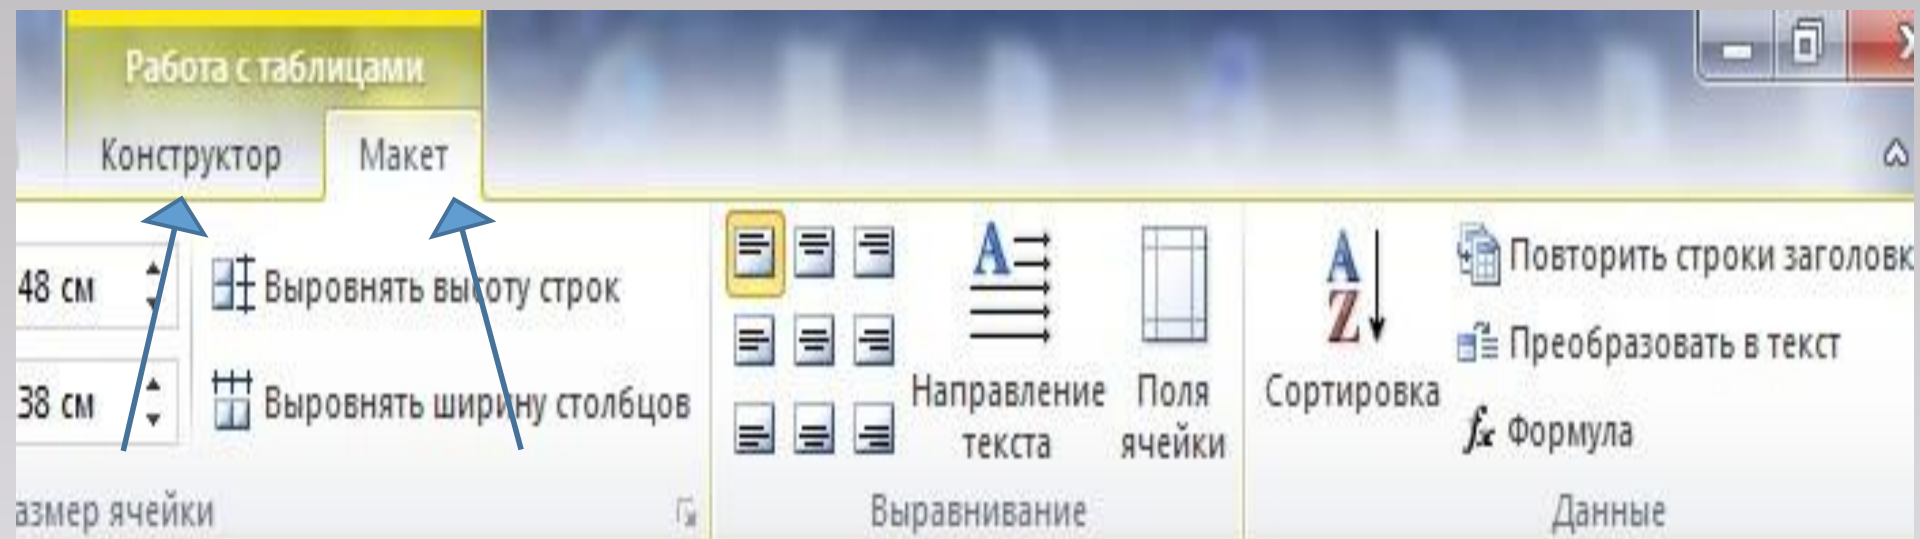 Работа с таблицами
Конструктор Макет
48 см Выровнять высоту строк
38 см Выровнять ширину столбцов
азмер ячейки
Направление
текста
Поля
ячейки
Выравнивание
A
Z
Сортировка
Повторить строки заголовк
Преобразовать в текст
fx Формула
Данные